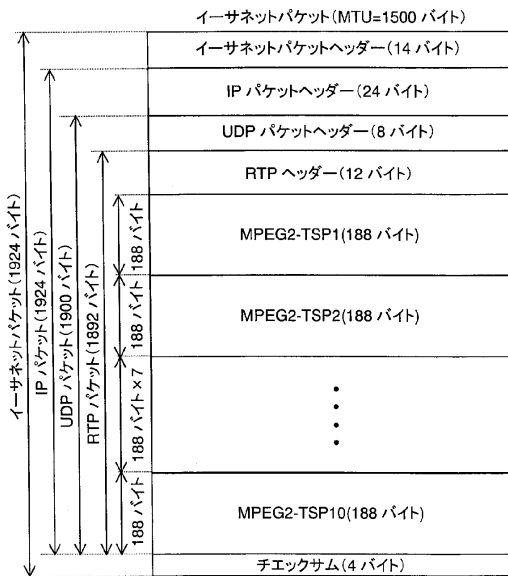 イーサネットパケット(MTU=1500 バイト)
イーサネットパケットヘッダー(14 バイト)
IP パケットヘッダー(24 バイト)
UDP パケットヘッダー(8 バイト)
RTP ヘッダー(12 バイト)
MPEG2-TSP1(188 バイト)
MPEG2-TSP2(188 バイト)
MPEG2-TSP10(188 バイト)
チエックサム(4 バイト)
イーサネットパケット(1924 バイト)
IP パケット(1924 バイト)
UDP パケット(1900 バイト)
RTP パケット(1892 バイト)
188 バイト
188 バイト
188 バイト×7
188 バイト